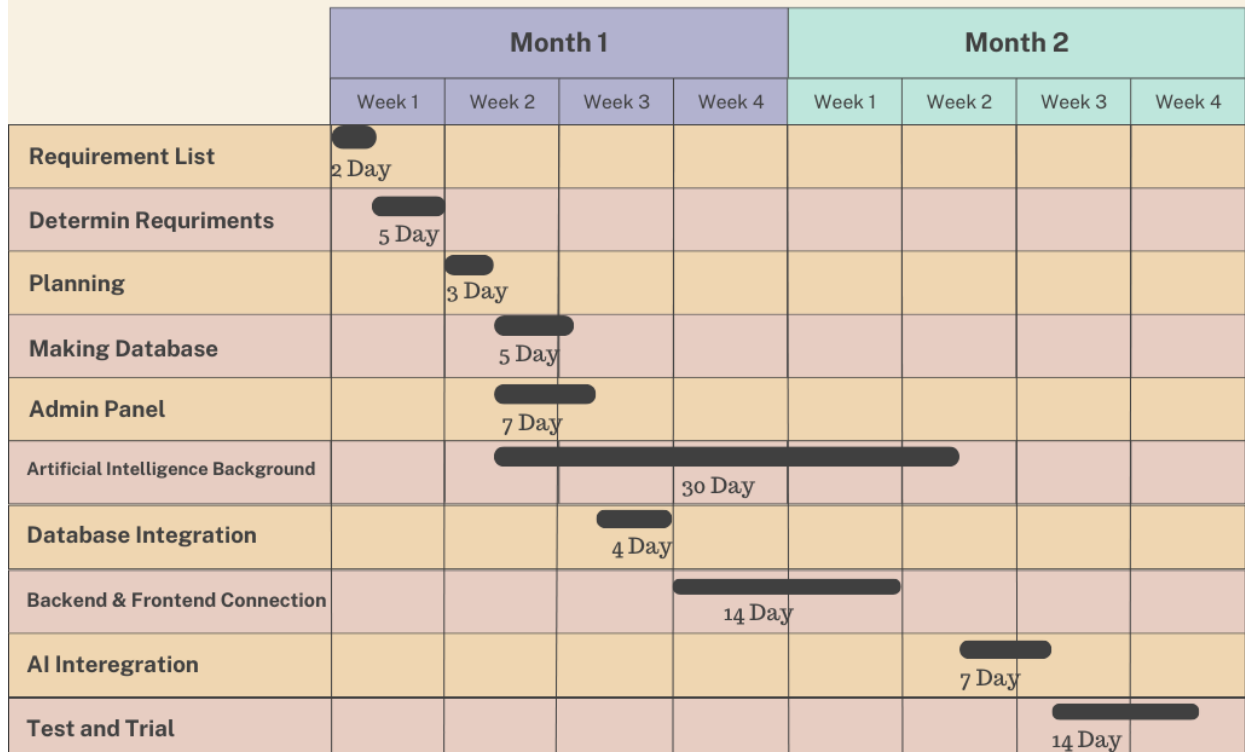 Month 1 Month 2
Week 1 Week 2 Week 3 Week 4 Week 1 Week 2 Week 3 Week 4
Requirement List
2 Day
Determin Requriments
5 Day
Planning
3 Day
Making Database
5 Day
Admin Panel
7 Day
Artificial Intelligence Background
30 Day
Database Integration
4 Day
Backend & Frontend Connection
14 Day
AI Interegration
7 Day
Test and Trial
14 Day